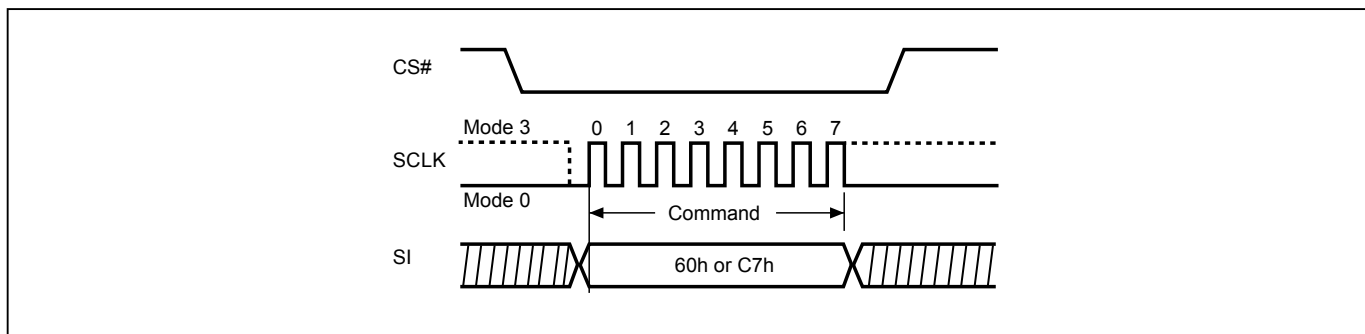 CS#
Mode 3 0 1 2 3 4 5 6 7
SCLK
Mode 0
Command
SI 60h or C7h